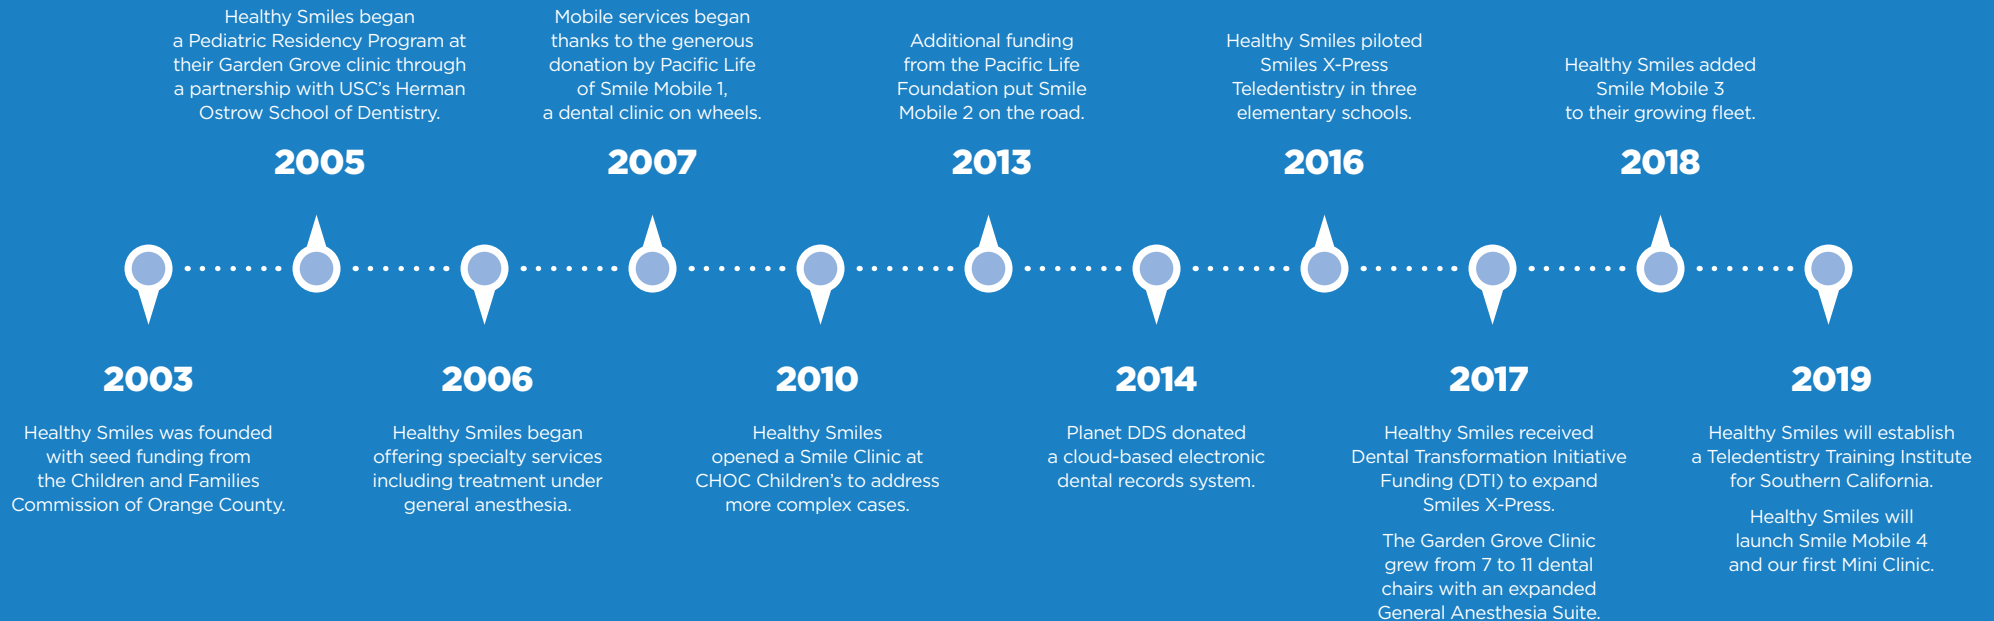 Healthy Smiles began
a Pediatric Residency Program at
their Garden Grove clinic through
a partnership with USC's Herman
Ostrow School of Dentistry.
2005
Mobile services began
thanks to the generous
donation by Pacific Life
of Smile Mobile 1,
a dental clinic on wheels.
2007
Additional funding
from the Pacific Life
Foundation put Smile
Mobile 2 on the road.
2013
Healthy Smiles piloted
Smiles X-Press
Teledentistry in three
elementary schools.
2016
Healthy Smiles added
Smile Mobile 3
to their growing fleet.
2018
2003
Healthy Smiles was founded
with seed funding from
the Children and Families
Commission of Orange County.
2006
Healthy Smiles began
offering specialty services
including treatment under
general anesthesia.
2010
Healthy Smiles
opened a Smile Clinic at
CHOC Children's to address
more complex cases.
2014
Planet DDS donated
a cloud-based electronic
dental records system.
2017
Healthy Smiles received
Dental Transformation Initiative
Funding (DTI) to expand
Smiles X-Press.
The Garden Grove Clinic
grew from 7 to 11 dental
chairs with an expanded
General Anesthesia Suite.
2019
Healthy Smiles will establish
a Teledentistry Training Institute
for Southern California.
Healthy Smiles will
launch Smile Mobile 4
and our first Mini Clinic.